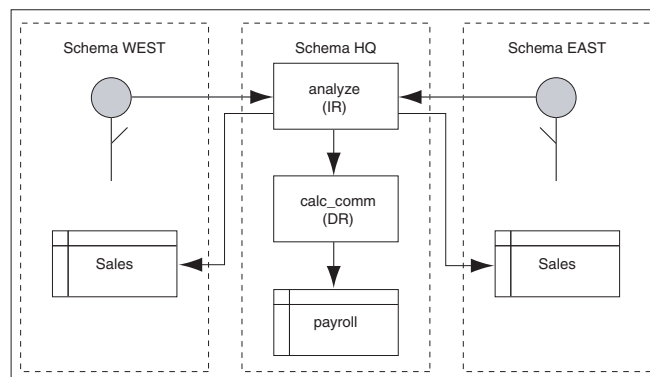 Schema WEST
Schema HQ
Schema EAST
analyze
(IR)
calc_comm
(DR)
Sales
Sales
payroll